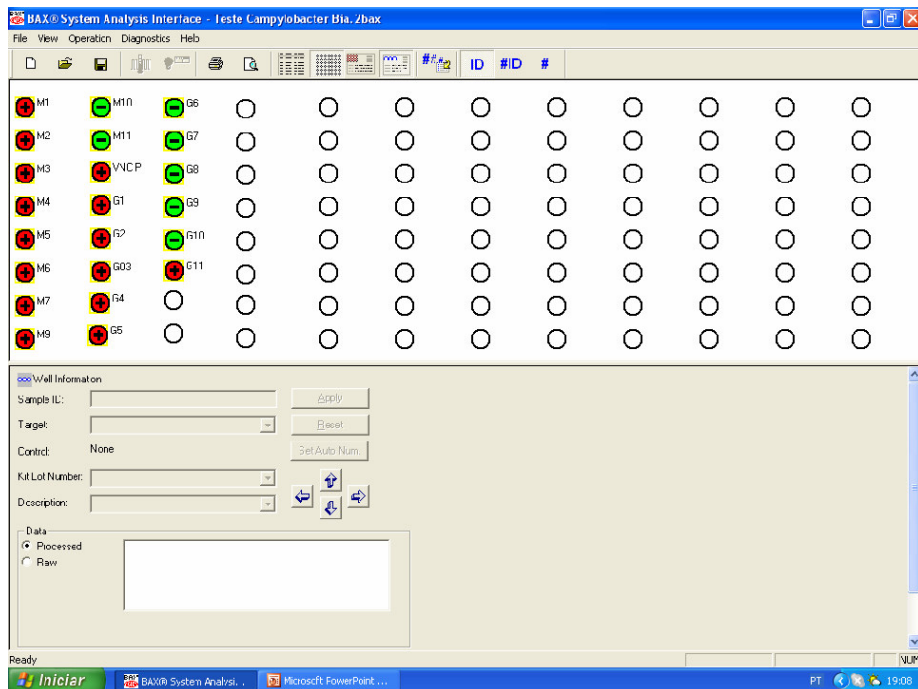 BAX® System Analysis Interface - Teste Campylobacter Bia.2bax
File View Operation Diagnostics Help
##.# ID #ID #
M1 M10 G6
M2 M11 G7
M3 G8
M4 G1 G9
M5 G2 G10
M6 G03 G11
M7 G4
M9 G5
Well Information
Sample ID: Apply
Target: Reset
Control: None Set Auto Num.
Kit Lot Number:
Description:
Data
Processed
Raw
Ready NUM
Iniciar BAX® System Analysi... Microsoft PowerPoint ... PT 19:08